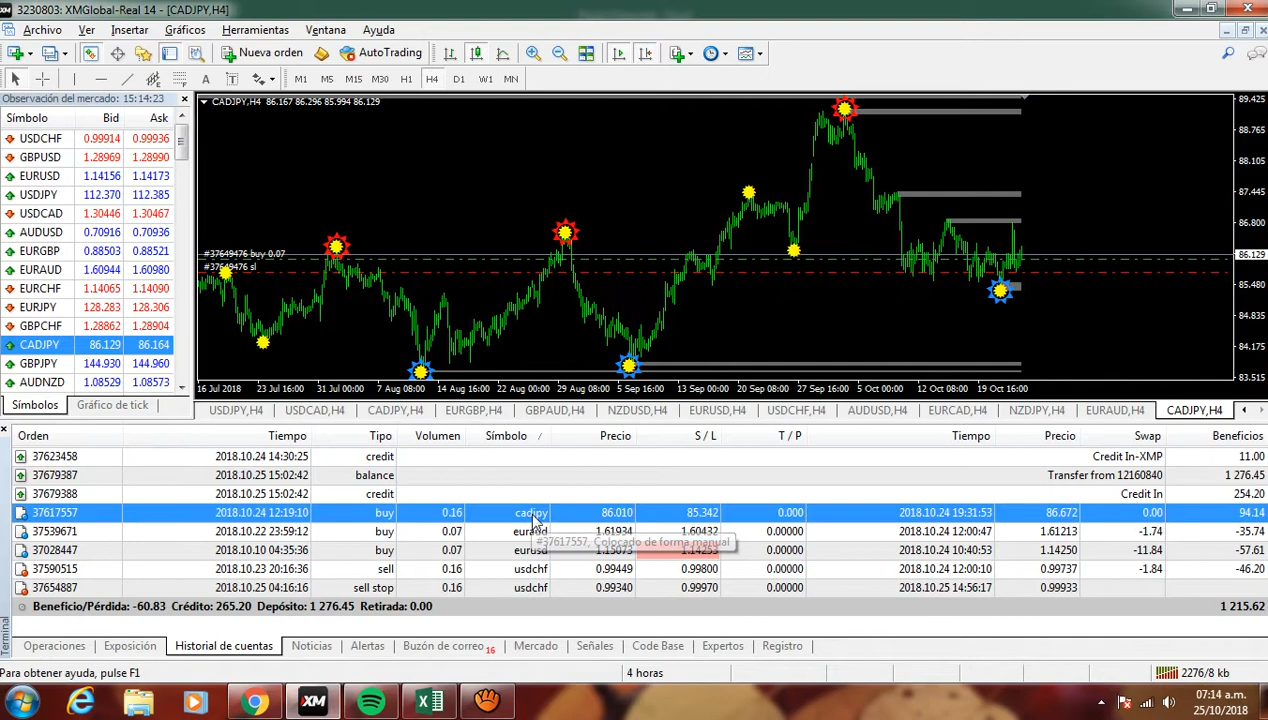 3230803: XMGlobal-Real 14 - [CADJPY,H4]
Archivo Ver Insertar Gráficos Herramientas Ventana Ayuda
Nueva orden AutoTrading
A T M1 M5 M15 M30 H1 H4 D1 W1 MN
Observación del mercado: 15:14:23
Símbolo Bid Ask
USDCHF 0.99914 0.99936
GBPUSD 1.28969 1.28990
EURUSD 1.14156 1.14173
USDJPY 112.370 112.385
USDCAD 1.30446 1.30467
AUDUSD 0.70916 0.70936
EURGBP 0.88503 0.88521
EURAUD 1.60944 1.60980
EURCHF 1.14065 1.14105
EURJPY 128.283 128.306
GBPCHF 1.28862 1.28904
CADJPY 86.129 86.164
GBPJPY 144.930 144.960
AUDNZD 1.08529 1.08573
Símbolos Gráfico de tick
CADJPY,H4 86.167 86.296 85.994 86.129
#37649476 buy 0.07
#37649476 sl
89.425
88.765
88.105
87.445
86.800
86.129
85.480
84.835
84.175
83.515
16 Jul 2018 23 Jul 16:00 31 Jul 00:00 7 Aug 08:00 14 Aug 16:00 22 Aug 00:00 29 Aug 08:00 5 Sep 16:00 13 Sep 00:00 20 Sep 08:00 27 Sep 16:00 5 Oct 00:00 12 Oct 08:00 19 Oct 16:00
USDJPY,H4 USDCAD,H4 CADJPY,H4 EURGBP,H4 GBPAUD,H4 NZDUSD,H4 EURUSD,H4 USDCHF,H4 AUDUSD,H4 EURCAD,H4 NZDJPY,H4 EURAUD,H4 CADJPY,H4
Orden Tiempo Tipo Volumen Símbolo / Precio S / L T / P Tiempo Precio Swap Beneficios
37623458 2018.10.24 14:30:25 credit Credit In-XMP 11.00
37679387 2018.10.25 15:02:42 balance Transfer from 12160840 1 276.45
37679388 2018.10.25 15:02:42 credit Credit In 254.20
37617557 2018.10.24 12:19:10 buy 0.16 cadjpy 86.010 85.342 0.000 2018.10.24 19:31:53 86.672 0.00 94.14
37539671 2018.10.22 23:59:12 buy 0.07 euraud 1.61934 1.60432 0.00000 2018.10.24 12:00:47 1.61213 -1.74 -35.74
#37617557, Colocado de forma manual
37028447 2018.10.10 04:35:36 buy 0.07 eurusd 1.15073 1.14253 0.00000 2018.10.24 10:40:53 1.14250 -11.84 -57.61
37590515 2018.10.23 20:16:36 sell 0.16 usdchf 0.99449 0.99800 0.00000 2018.10.24 12:00:10 0.99737 -1.84 -46.20
37654887 2018.10.25 04:16:16 sell stop 0.16 usdchf 0.99340 0.99970 0.00000 2018.10.25 14:56:17 0.99933
Beneficio/Pérdida: -60.83 Crédito: 265.20 Depósito: 1 276.45 Retirada: 0.00 1 215.62
Terminal
Operaciones Exposición Historial de cuentas Noticias Alertas Buzón de correo 16 Mercado Señales Code Base Expertos Registro
Para obtener ayuda, pulse F1 4 horas 2276/8 kb
XM
07:14 a.m.
25/10/2018